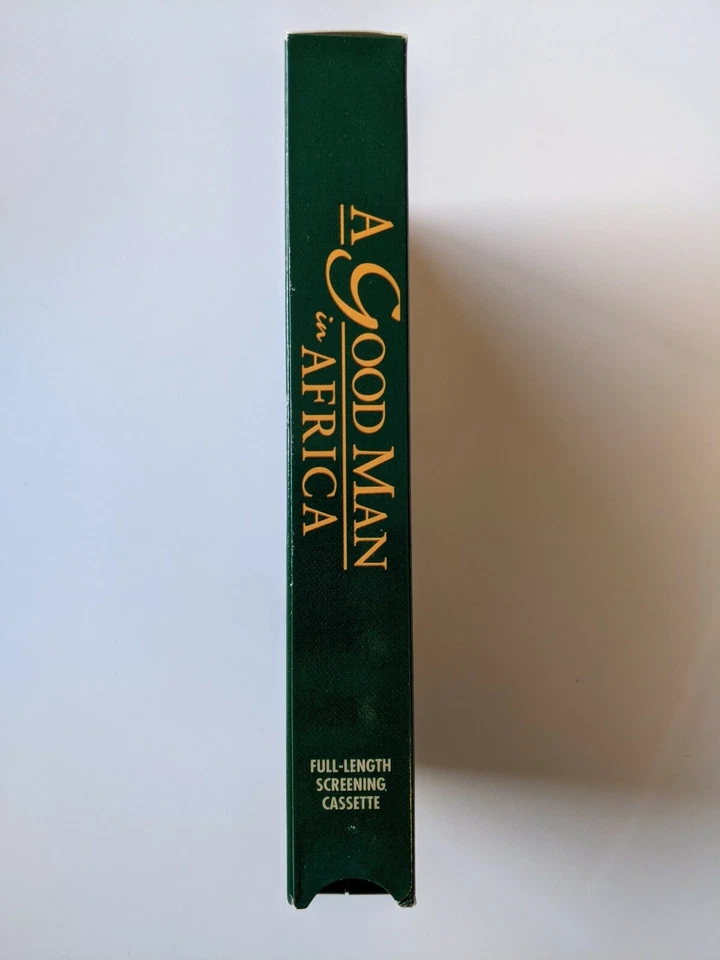 A GOOD MAN
in AFRICA
FULL-LENGTH
SCREENING
CASSETTE